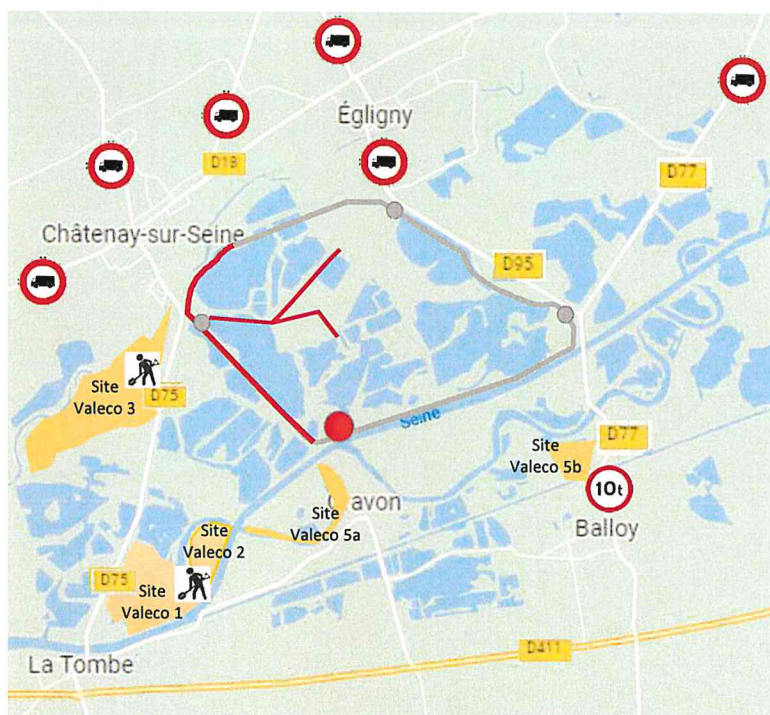 Égligny
D18
D77
Châtenay-sur-Seine
D95
Site
Valeco 3
D75
Seine
D77
Site
Valeco 5b
10t
avon
Balloy
Site
Valeco 5a
Site
Valeco 2
D75
Site
Valeco 1
La Tombe
D411